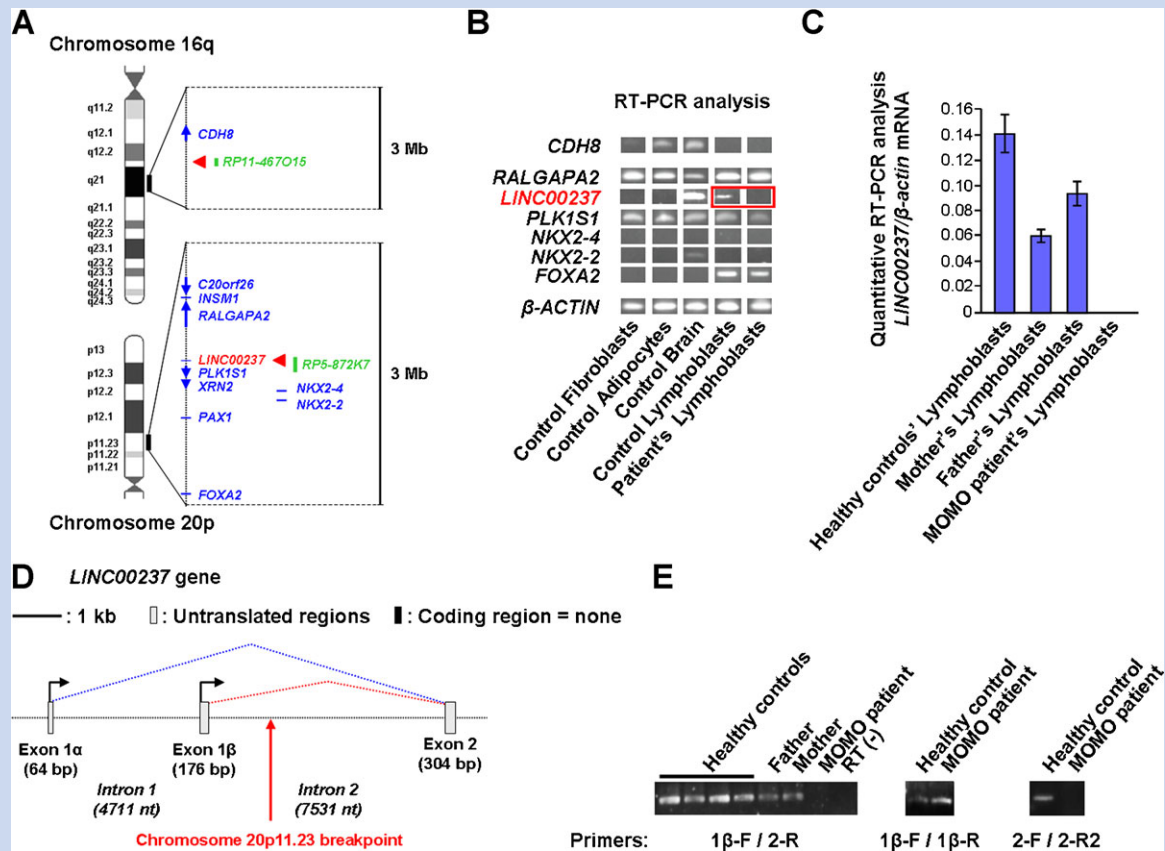 A
Chromosome 16q
q11.2
q12.1
q12.2
q21
q21.1
q22.2
q22.3
q23.1
q23.2
q23.3
q24.1
q24.2
q24.3
CDH8
RP11-467O15
3 Mb
p13
p12.3
p12.2
p12.1
p11.23
p11.22
p11.21
C20orf26
INSM1
RALGAPA2
LINC00237
RP5-872K7
PLK1S1
XRN2
NKX2-4
NKX2-2
PAX1
FOXA2
3 Mb
Chromosome 20p
B
RT-PCR analysis
CDH8
RALGAPA2
LINC00237
PLK1S1
NKX2-4
NKX2-2
FOXA2
β-ACTIN
Control Fibroblasts
Control Adipocytes
Control Brain
Control Lymphoblasts
Patient's Lymphoblasts
C
Quantitative RT-PCR analysis
LINC00237/β-actin mRNA
0.16
0.14
0.12
0.10
0.08
0.06
0.04
0.02
0
Healthy controls' Lymphoblasts
Mother's Lymphoblasts
Father's Lymphoblasts
MOMO patient's Lymphoblasts
D LINC00237 gene
: 1 kb : Untranslated regions : Coding region = none
Exon 1α
(64 bp)
Exon 1β
(176 bp)
Exon 2
(304 bp)
Intron 1
(4711 nt)
Intron 2
(7531 nt)
Chromosome 20p11.23 breakpoint
E
Healthy controls
Father
Mother
MOMO patient
RT (-)
Healthy control
MOMO patient
Healthy control
MOMO patient
Primers: 1β-F / 2-R 1β-F / 1β-R 2-F / 2-R2